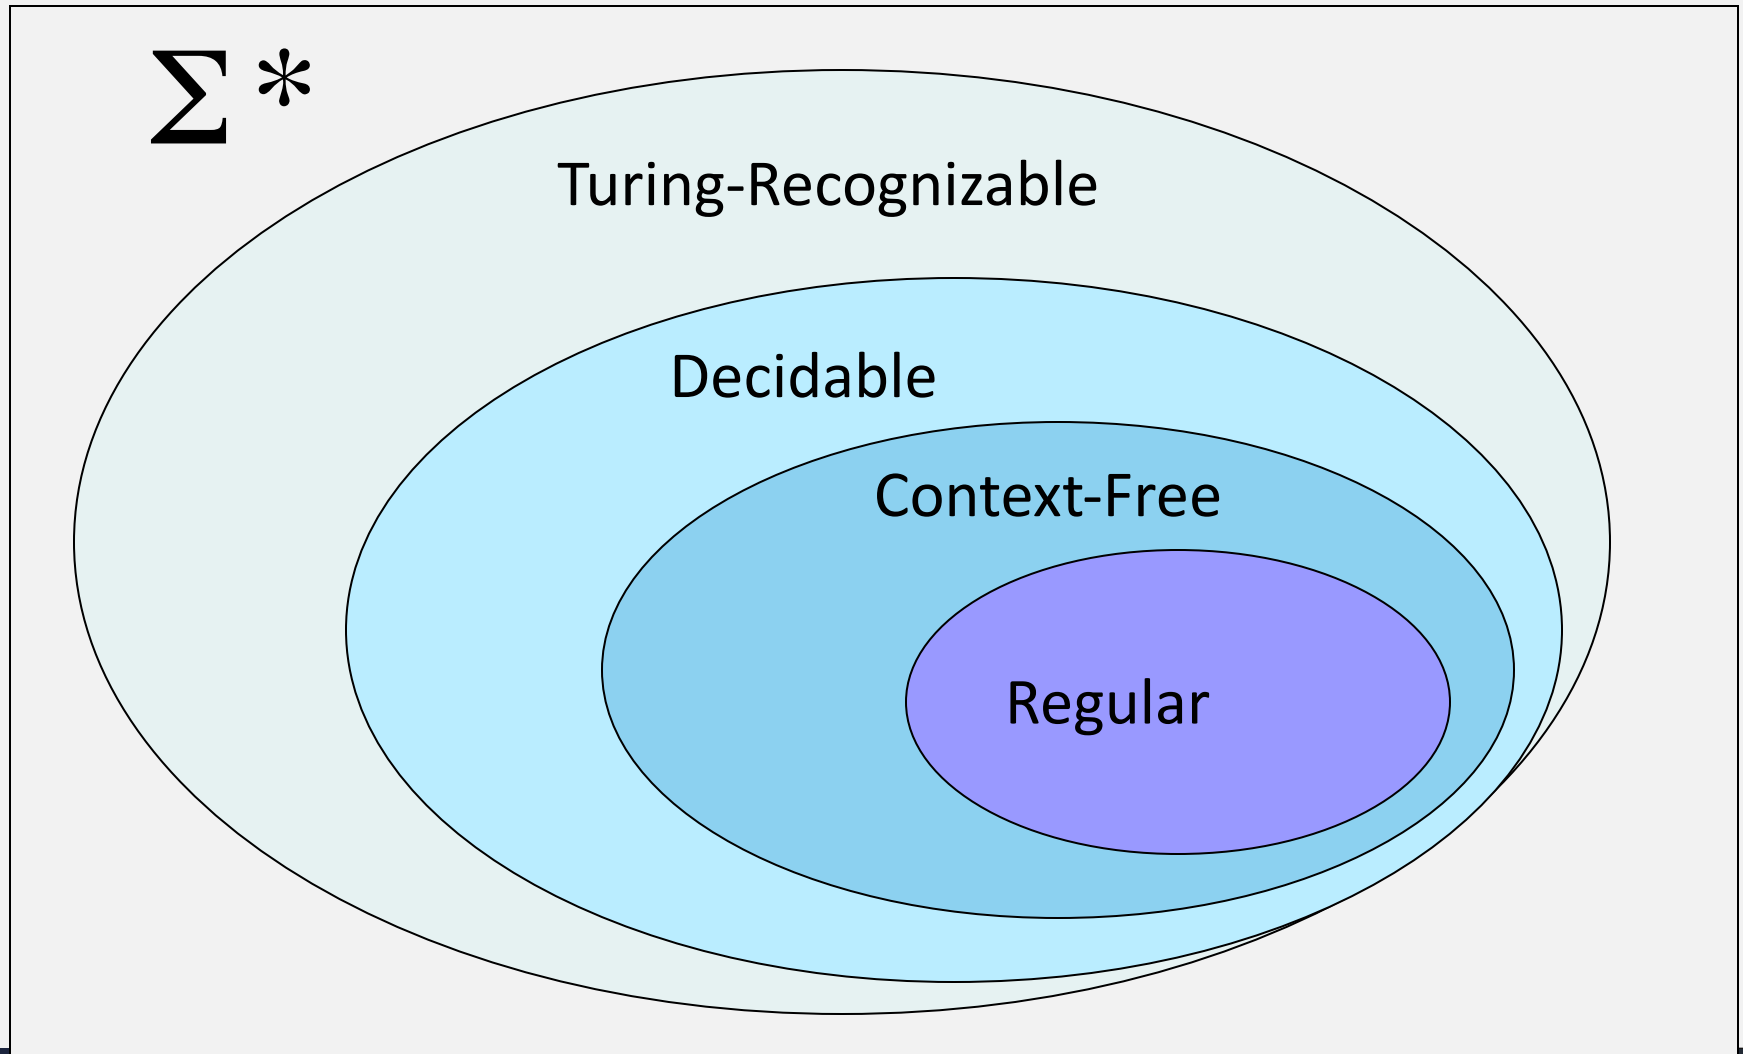 Σ*
Turing-Recognizable
Decidable
Context-Free
Regular